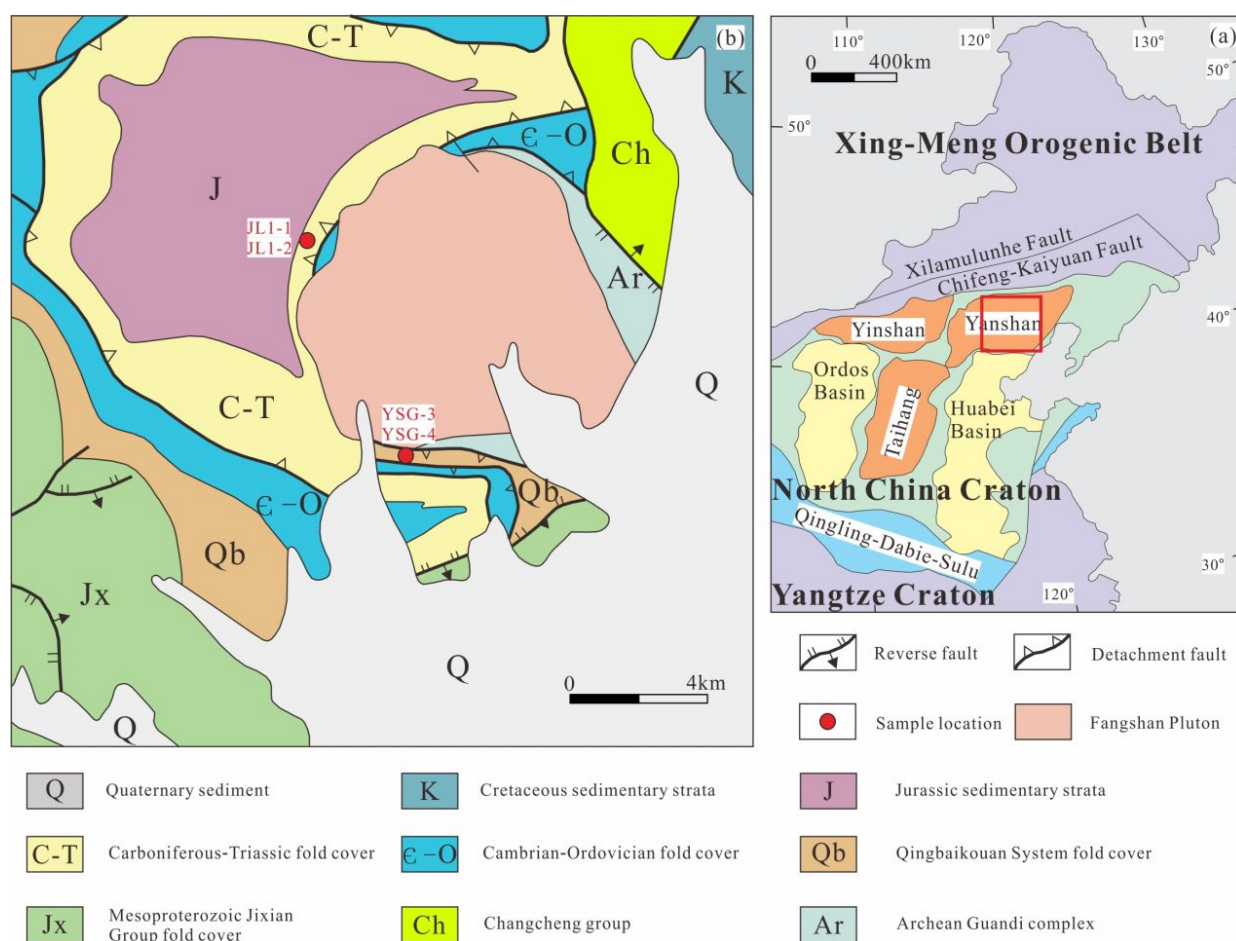 (b)
C-T
K
Є-O
Ch
J
JL1-1
JL1-2
Ar
Q
C-T
YSG-3
YSG-4
Є-O
Qb
Qb
Jx
Q
0 4km
Q
(a)
110°
120°
130°
0 400km
50°
50°
Xing-Meng Orogenic Belt
Xilamulunhe Fault
Chifeng-Kaiyuan Fault
40°
Yinshan
Yanshan
Ordos
Basin
Taihang
Huabei
Basin
North China Craton
Qingling-Dabie-Sulu
30°
Yangtze Craton
120°
Reverse fault
Detachment fault
Sample location
Fangshan Pluton
Q Quaternary sediment
K Cretaceous sedimentary strata
J Jurassic sedimentary strata
C-T Carboniferous-Triassic fold cover
Є-O Cambrian-Ordovician fold cover
Qb Qingbaikouan System fold cover
Jx Mesoproterozoic Jixian
Group fold cover
Ch Changcheng group
Ar Archean Guandi complex